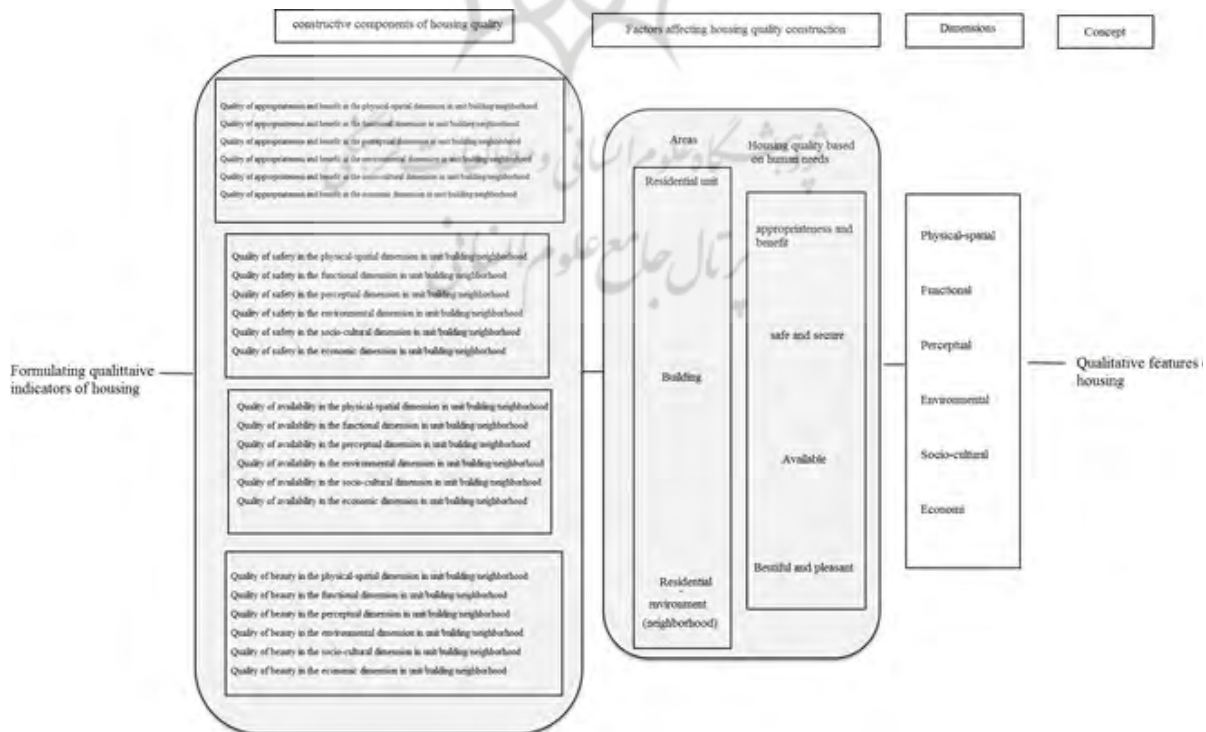 constructive components of housing quality
Factors affecting housing quality construction
Dimensions
Concept
Quality of appropriateness and benefit in the physical-spatial dimension in unit building/neighborhood
Quality of appropriateness and benefit in the functional dimension in unit building/neighborhood
Quality of appropriateness and benefit in the perceptual dimension in unit building/neighborhood
Quality of appropriateness and benefit in the environmental dimension in unit building/neighborhood
Quality of appropriateness and benefit in the socio-cultural dimension in unit building/neighborhood
Quality of appropriateness and benefit in the economic dimension in unit building/neighborhood
Quality of safety in the physical-spatial dimension in unit building/neighborhood
Quality of safety in the functional dimension in unit building/neighborhood
Quality of safety in the perceptual dimension in unit building/neighborhood
Quality of safety in the environmental dimension in unit building/neighborhood
Quality of safety in the socio-cultural dimension in unit building/neighborhood
Quality of safety in the economic dimension in unit building/neighborhood
Quality of availability in the physical-spatial dimension in unit/building/neighborhood
Quality of availability in the functional dimension in unit/building/neighborhood
Quality of availability in the perceptual dimension in unit/building/neighborhood
Quality of availability in the environmental dimension in unit/building/neighborhood
Quality of availability in the socio-cultural dimension in unit/building/neighborhood
Quality of availability in the economic dimension in unit/building/neighborhood
Quality of beauty in the physical-spatial dimension in unit/building/neighborhood
Quality of beauty in the functional dimension in unit/building/neighborhood
Quality of beauty in the perceptual dimension in unit/building/neighborhood
Quality of beauty in the environmental dimension in unit/building/neighborhood
Quality of beauty in the socio-cultural dimension in unit/building/neighborhood
Quality of beauty in the economic dimension in unit/building/neighborhood
Formulating qualittaive
indicators of housing
Areas
Residential unit
Building
Residential
nvironment
(neighborhood)
Housing quality based
on human needs
appropriateness and
benefit
safe and secure
Available
Bestiful and pleasant
Physical-spatial
Functional
Perceptual
Environmental
Socio-cultural
Economi
Qualitative features
housing
پژوهشگاه علوم انسانی و مطالعات فرهنگی
پرتال جامع علوم انسانی